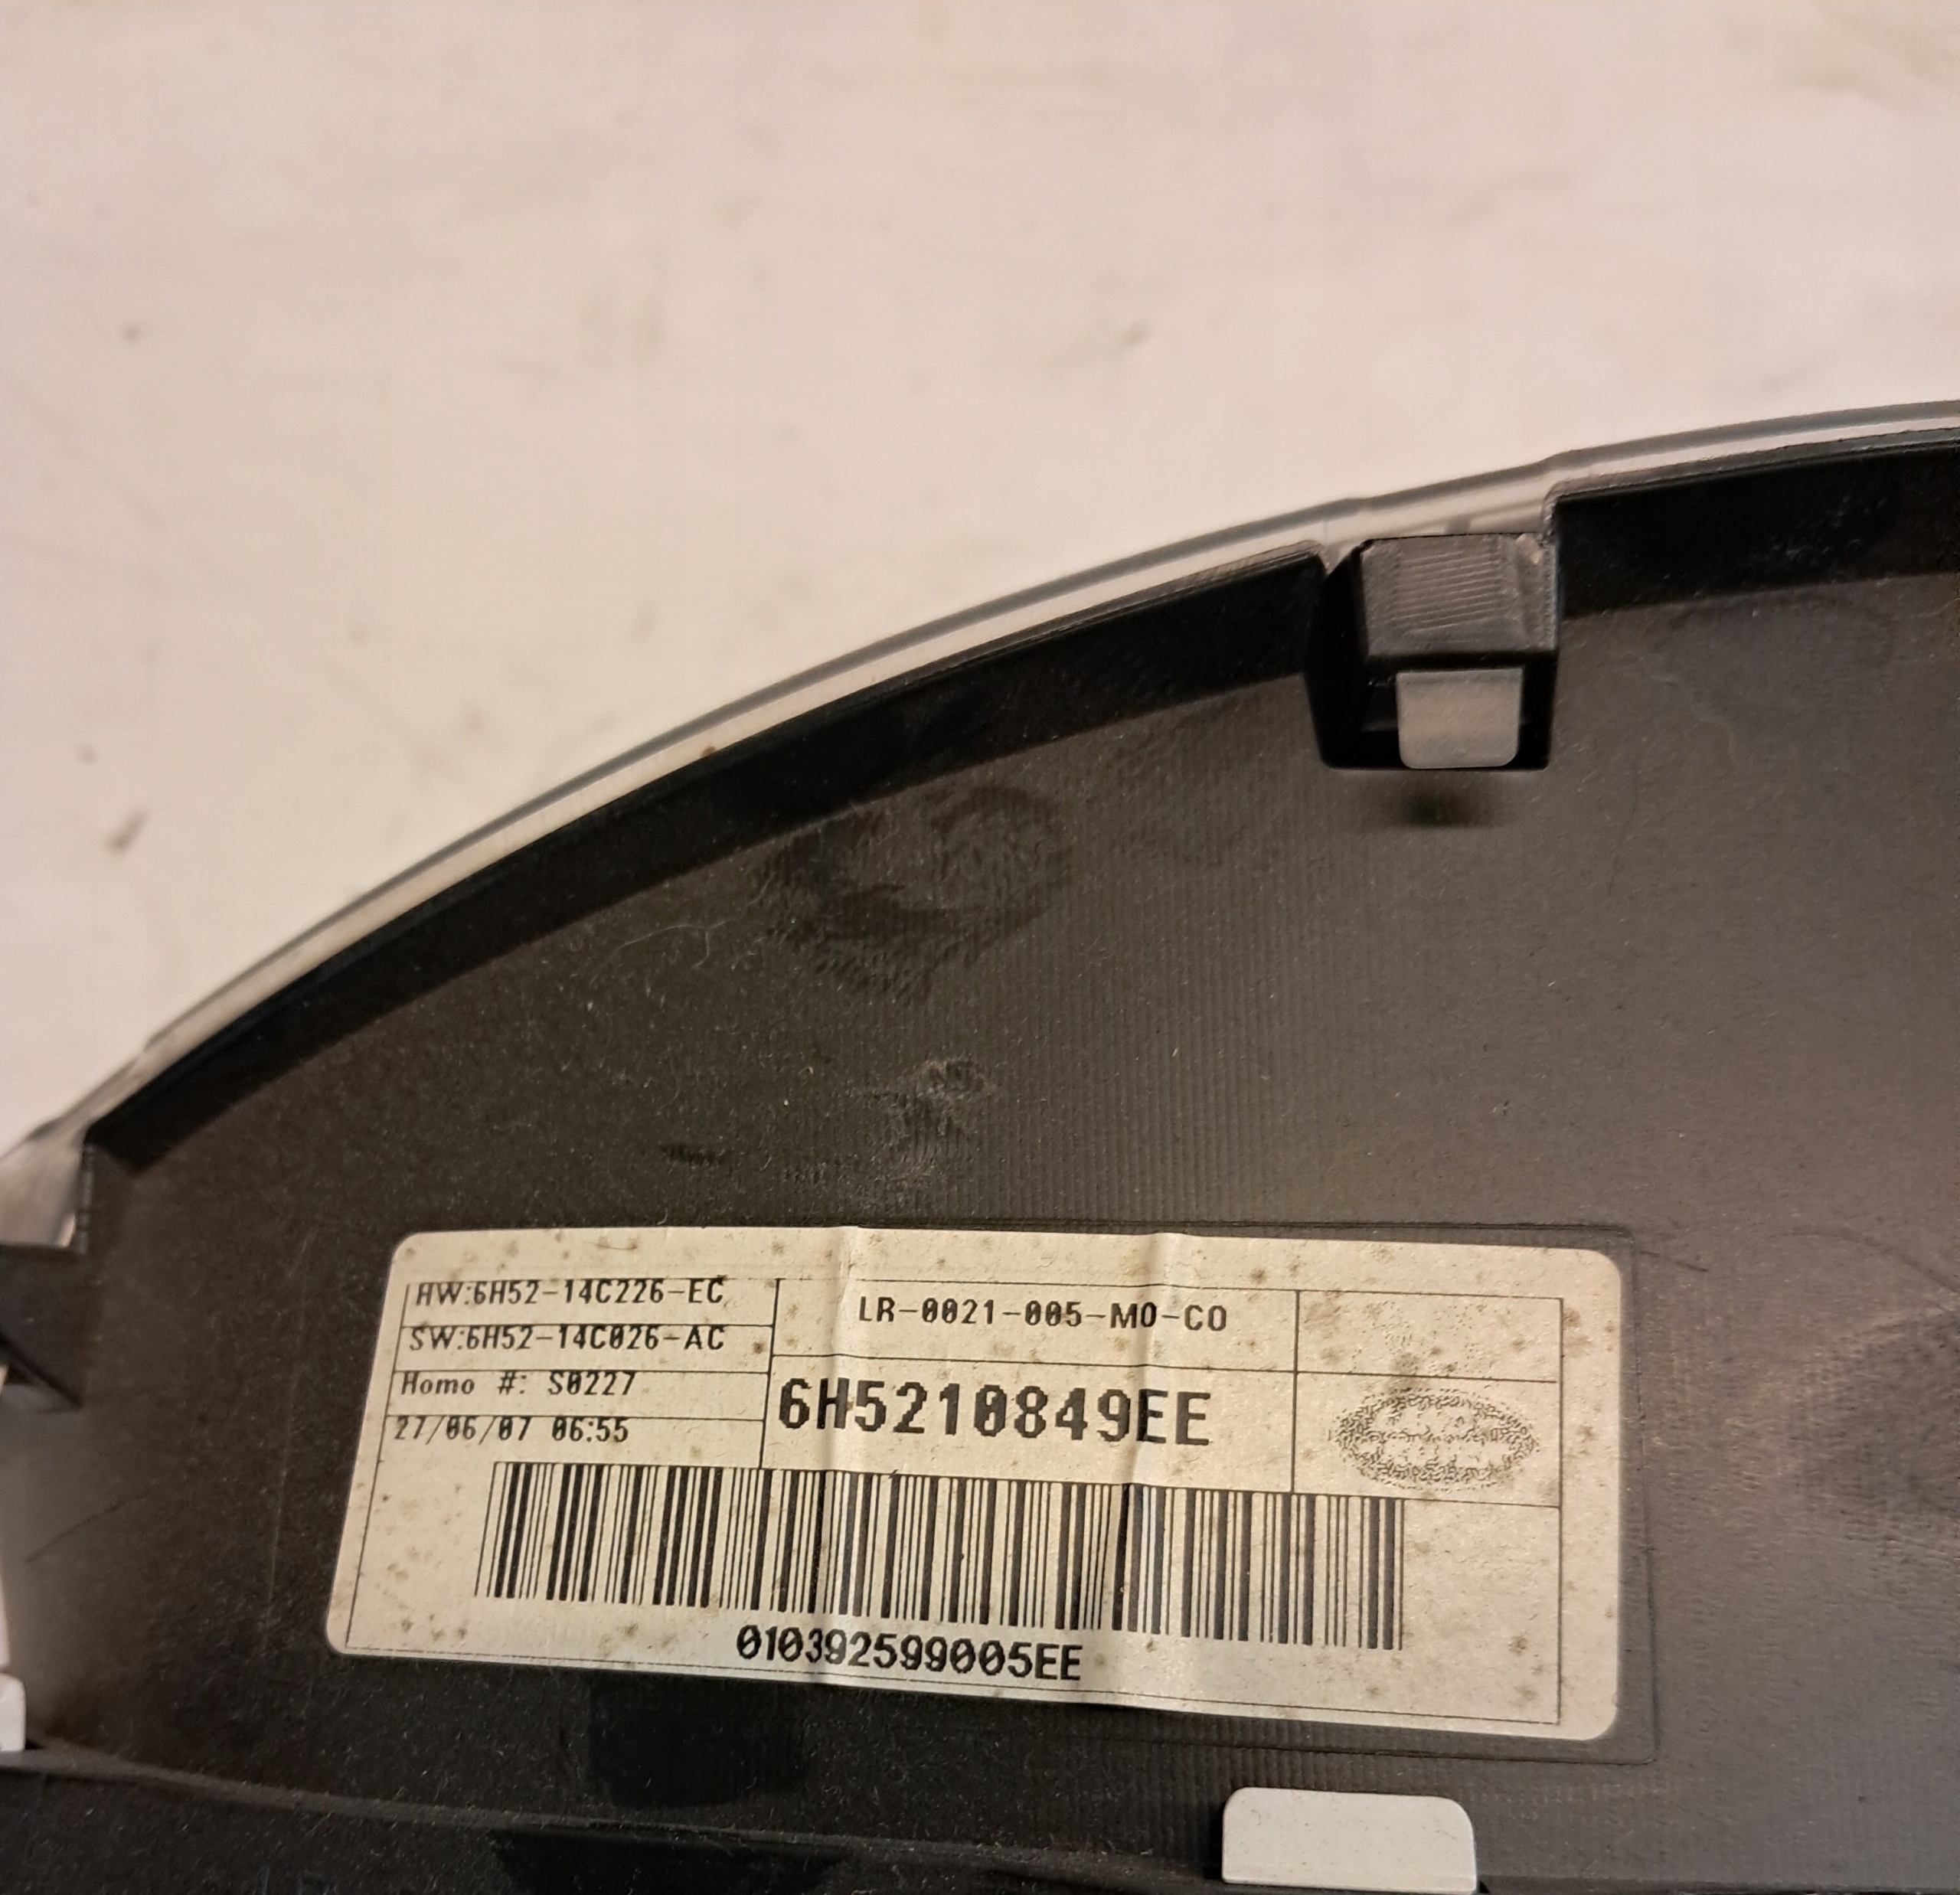 HW:6H52-14C226-EC
SW:6H52-14C026-AC
Homo #: S0227
27/06/07 06:55
LR-0021-005-M0-C0
6H5210849EE
010392599005EE